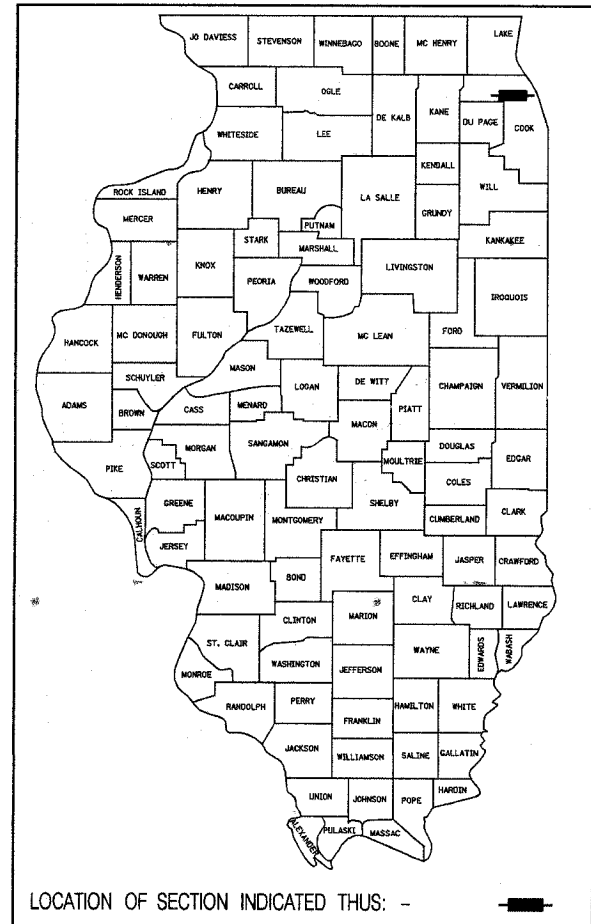 JO DAVIESS
STEVENSON
WINNEBAGO
BOONE
MC HENRY
LAKE
CARROLL
OGLE
DE KALB
KANE
DU PAGE
COOK
WHITESIDE
LEE
KENDALL
ROCK ISLAND
HENRY
BUREAU
LA SALLE
GRUNDY
WILL
MERCER
PUTNAM
STARK
MARSHALL
KANKAKEE
HENDERSON
WARREN
KNOX
PEORIA
WOODFORD
LIVINGSTON
IROQUOIS
HANCOCK
MC DONOUGH
FULTON
TAZEWELL
MC LEAN
FORD
SCHUYLER
MASON
LOGAN
DE WITT
CHAMPAIGN
VERMILION
ADAMS
BROWN
CASS
MENARD
PIATT
MACON
PIKE
SCOTT
MORGAN
SANGAMON
CHRISTIAN
MOULTRIE
DOUGLAS
EDGAR
COLES
CALHOUN
GREENE
MACOUPIN
MONTGOMERY
SHELBY
CUMBERLAND
CLARK
JERSEY
FAYETTE
EFFINGHAM
JASPER
CRAWFORD
MADISON
BOND
CLAY
RICHLAND
LAWRENCE
CLINTON
MARION
ST. CLAIR
WAYNE
EDWARDS
WABASH
WASHINGTON
JEFFERSON
MONROE
RANDOLPH
PERRY
HAMILTON
WHITE
FRANKLIN
JACKSON
WILLIAMSON
SALINE
GALLATIN
UNION
JOHNSON
POPE
HARDIN
ALEXANDER
PULASKI
MASSAC
LOCATION OF SECTION INDICATED THUS: -